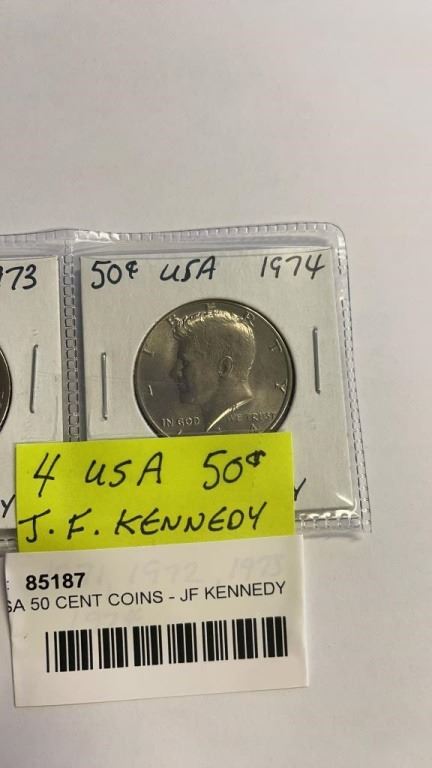 973
50¢ USA 1974
LIBERTY
IN GOD WE TRUST
4 USA 50¢
J. F. KENNEDY
85187
SA 50 CENT COINS - JF KENNEDY